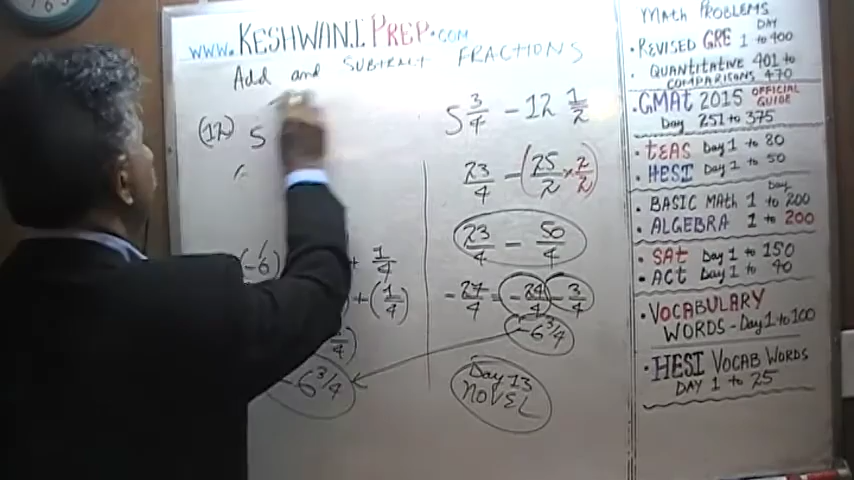 www.KESHWANI PREP.com
Add and SUBTRACT FRACTIONS
(12) 5
(-6) + 1/4
+ (1/4)
6 3/4
5 3/4 - 12 1/2
23/4 - (25/2 × 2/2)
23/4 - 50/4
- 27/4 = - 24/4 - 3/4
- 6 3/4
Day 13
NOVEL
MATH PROBLEMS
DAY
• REVISED GRE 1 to 400
• QUANTITATIVE 401 to
COMPARISONS 470
• GMAT 2015 OFFICIAL GUIDE
Day 251 to 375
• TEAS Day 1 to 80
• HESI Day 1 to 50
Day
• BASIC MATH 1 to 200
• ALGEBRA 1 to 200
• SAT Day 1 to 150
• ACT Day 1 to 40
• VOCABULARY
WORDS - Day 1 to 100
• HESI VOCAB WORDS
DAY 1 to 25